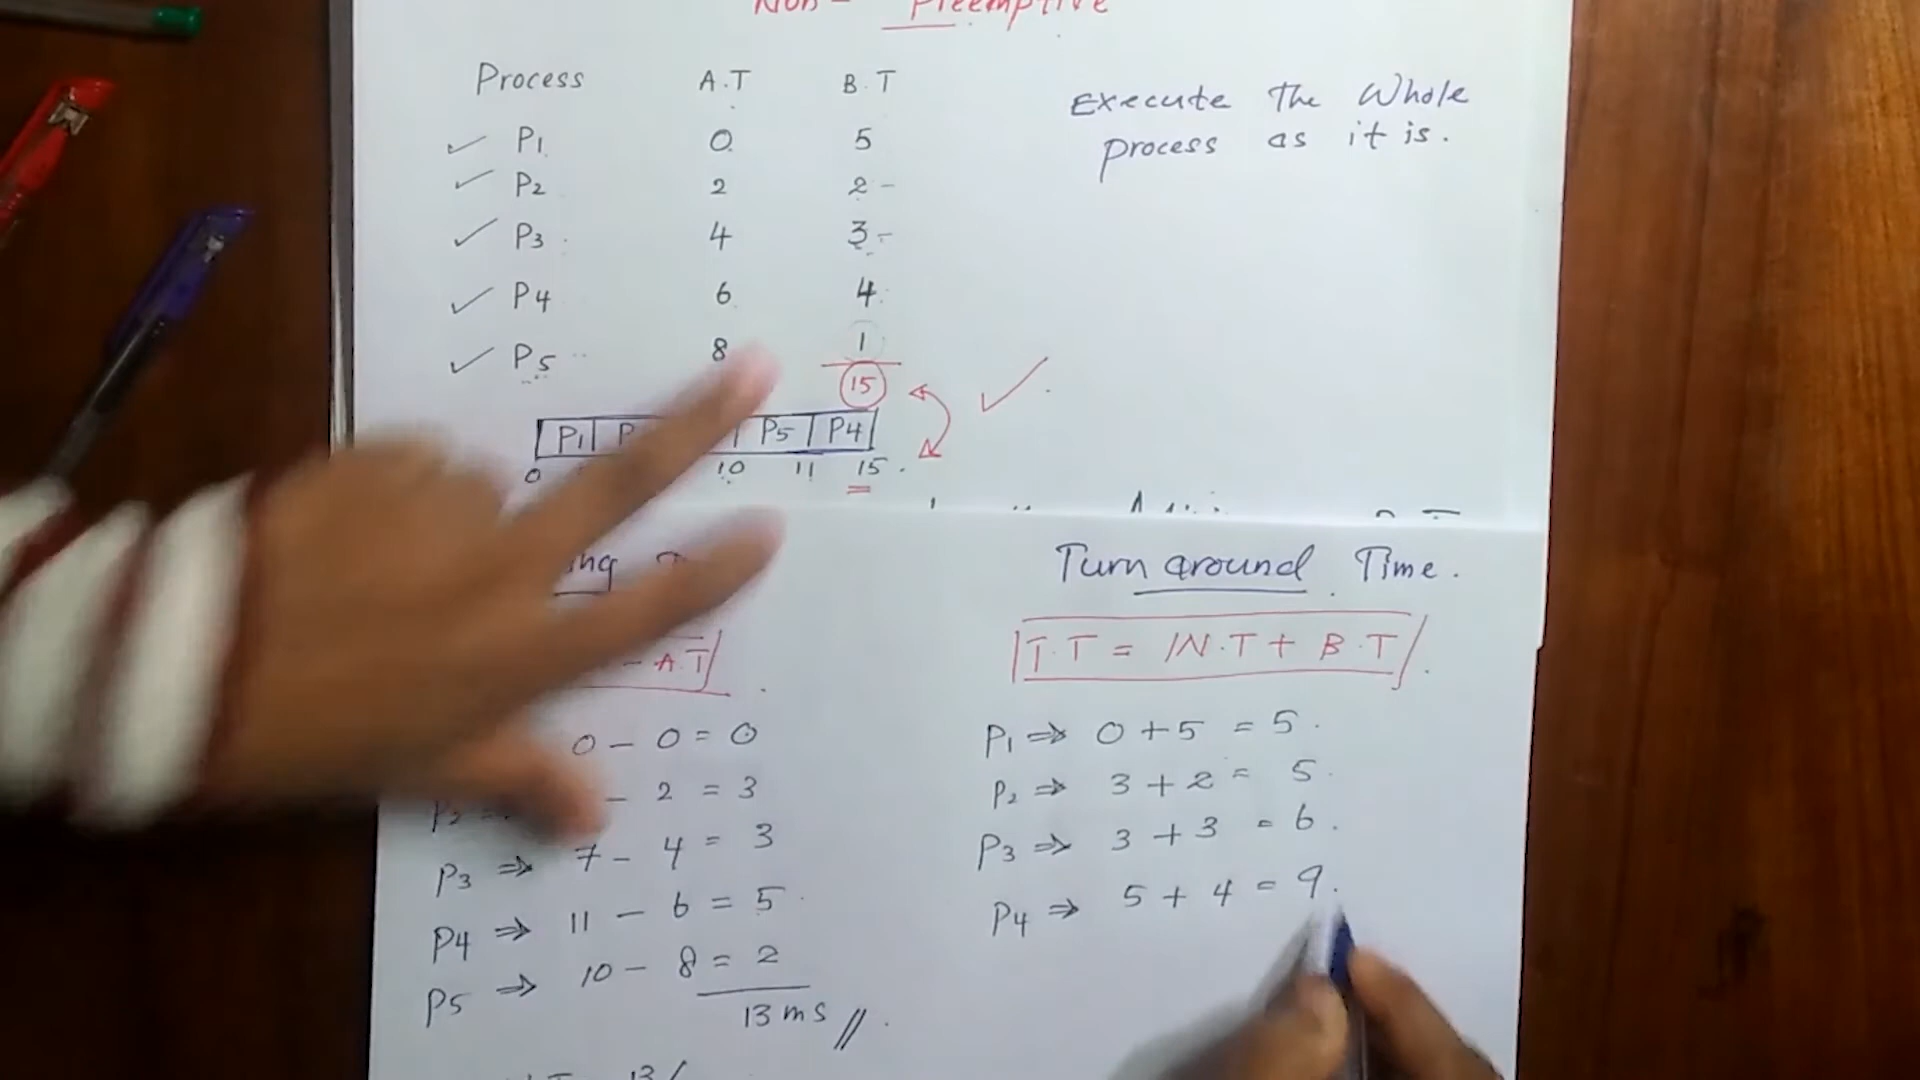 Non - Preemptive
Process A.T B.T
P1 0 5
P2 2 2
P3 4 3
P4 6 4
P5 8 1
15
Execute The Whole
process as it is.
P1 P5 P4
0 10 11 15
Turn around Time.
- A.T
T.T = W.T + B.T
0 - 0 = 0
P2 - 2 = 3
P3 ⇒ 7 - 4 = 3
P4 ⇒ 11 - 6 = 5
P5 ⇒ 10 - 8 = 2
13 ms //
P1 ⇒ 0 + 5 = 5.
P2 ⇒ 3 + 2 = 5.
P3 ⇒ 3 + 3 = 6.
P4 ⇒ 5 + 4 = 9.